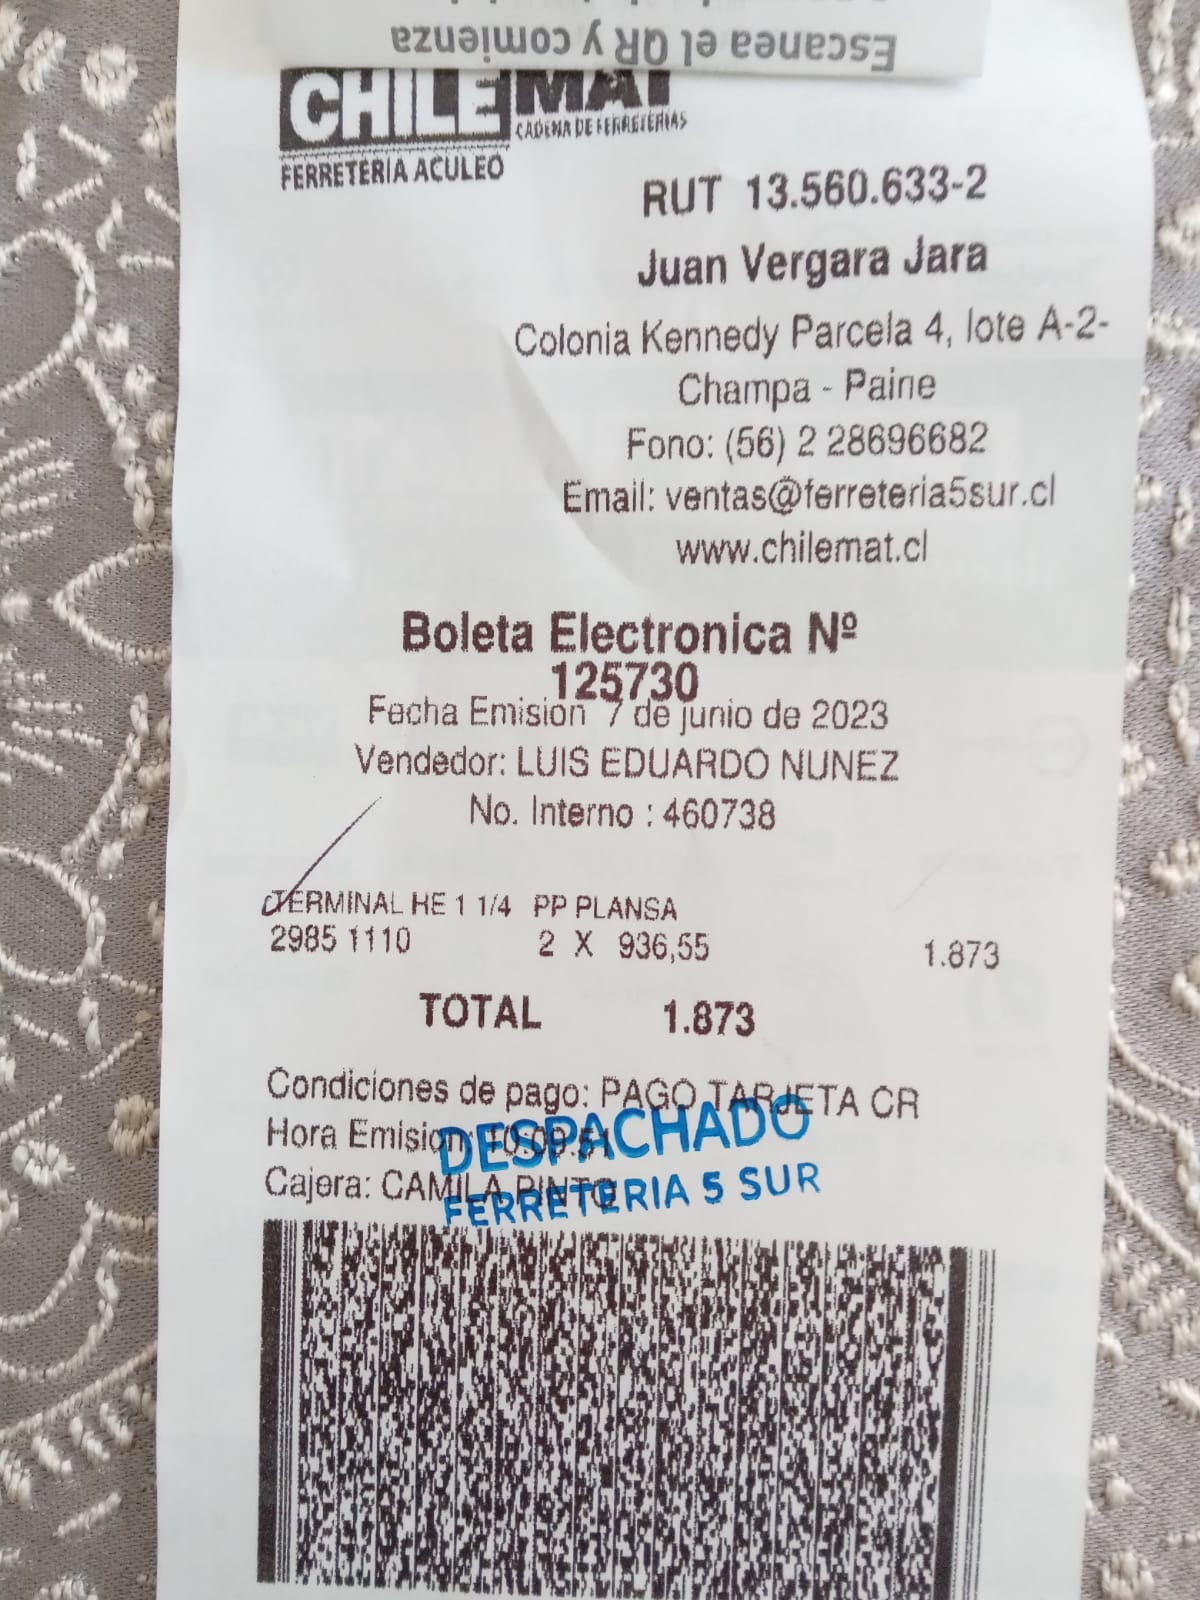 Escanea el QR y comienza
CHILEMAT
CADENA DE FERRETERIAS
FERRETERIA ACULEO
RUT 13.560.633-2
Juan Vergara Jara
Colonia Kennedy Parcela 4, lote A-2-
Champa - Paine
Fono: (56) 2 28696682
Email: ventas@ferreteria5sur.cl
www.chilemat.cl
Boleta Electronica Nº
125730
Fecha Emision 7 de junio de 2023
Vendedor: LUIS EDUARDO NUNEZ
No. Interno : 460738
TERMINAL HE 1 1/4 PP PLANSA
2985 1110 2 X 936,55 1.873
TOTAL 1.873
Condiciones de pago: PAGO TARJETA CR
Hora Emision: 10:09:51
DESPACHADO
Cajera: CAMILA PINTO
FERRETERIA 5 SUR